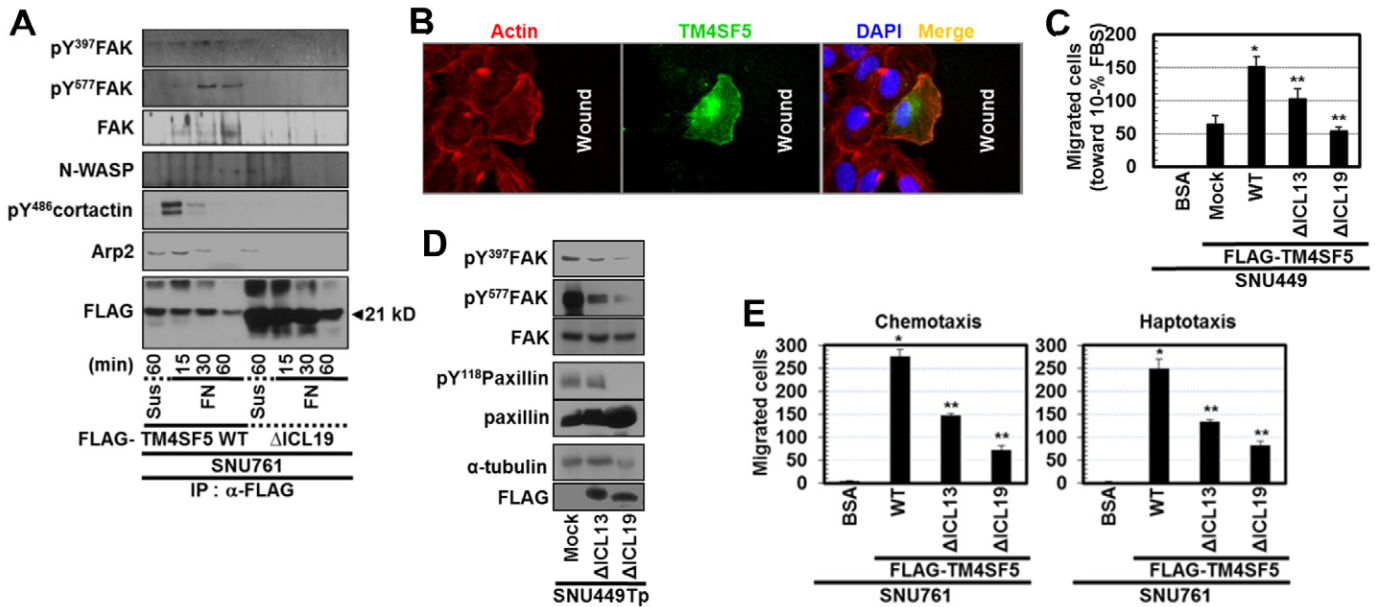 A
pY397FAK
pY577FAK
FAK
N-WASP
pY486cortactin
Arp2
FLAG
21 kD
(min) 60 15 30 60 60 15 30 60
Sus FN Sus FN
FLAG- TM4SF5 WT ΔICL19
SNU761
IP : α-FLAG
B
Actin TM4SF5 DAPI Merge
Wound Wound Wound
C
Migrated cells
(toward 10-% FBS)
200
150
100
50
0
* ** **
BSA Mock WT ΔICL13 ΔICL19
FLAG-TM4SF5
SNU449
D
pY397FAK
pY577FAK
FAK
pY118Paxillin
paxillin
α-tubulin
FLAG
Mock ΔICL13 ΔICL19
SNU449Tp
E
Chemotaxis
Migrated cells
300
250
200
150
100
50
0
* ** **
BSA WT ΔICL13 ΔICL19
FLAG-TM4SF5
SNU761
Haptotaxis
300
250
200
150
100
50
0
* ** **
BSA WT ΔICL13 ΔICL19
FLAG-TM4SF5
SNU761